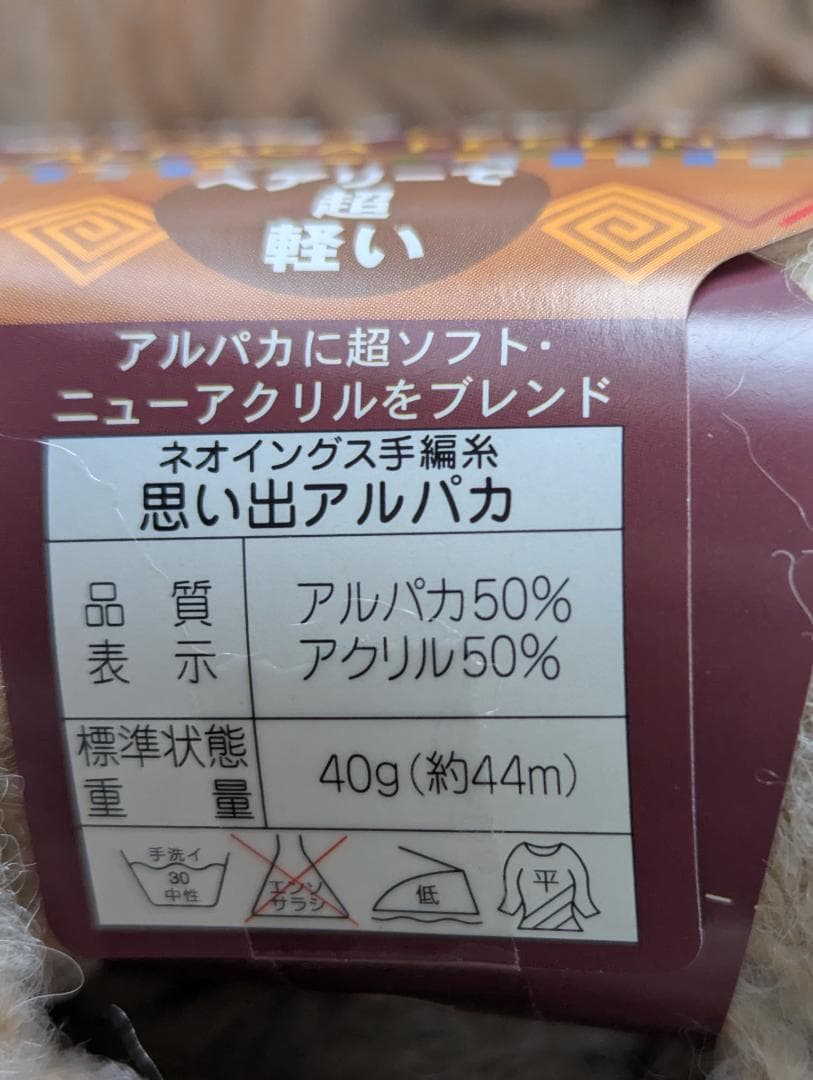 超
軽い
アルパカに超ソフト・
ニューアクリルをブレンド
ネオイングス手編糸
思い出アルパカ
品質
表示
アルパカ50%
アクリル50%
標準状態
重量
40g(約44m)
手洗イ
30
中性
エンソ
サラシ
低
平